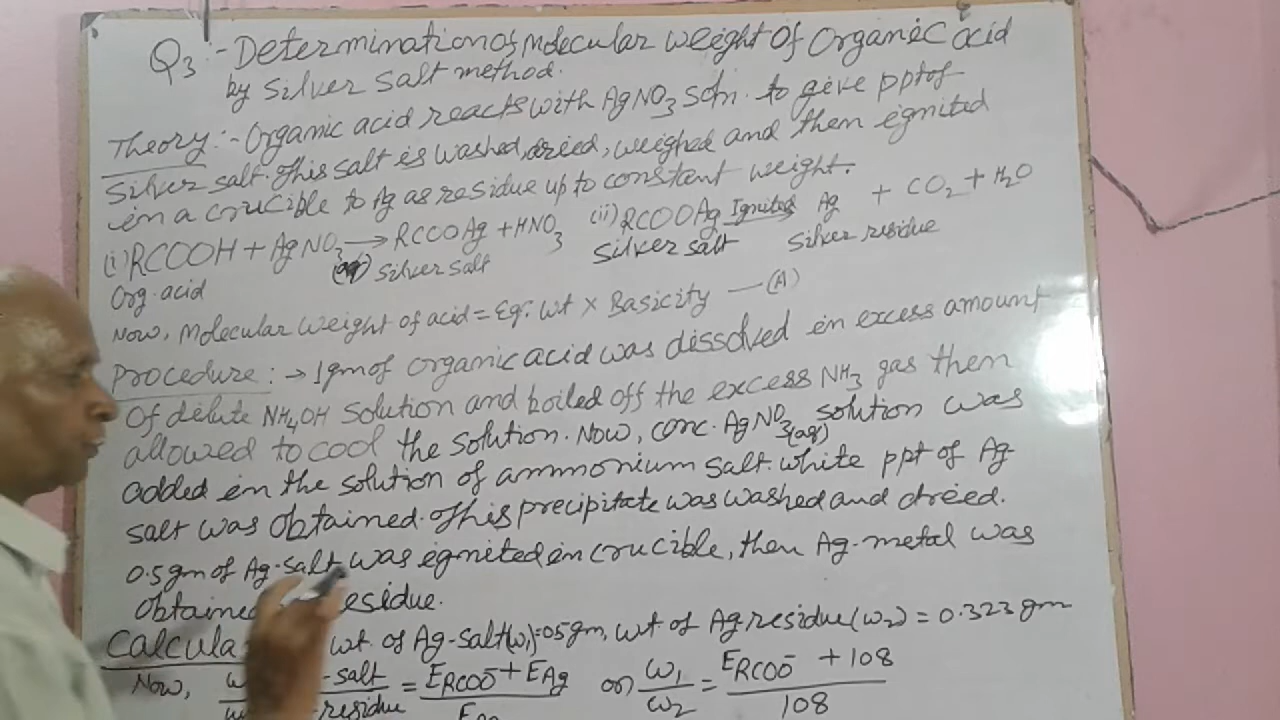 Q3:- Determination of Molecular weight of Organic acid
by Silver Salt method.
Theory:- Organic acid reacts with AgNO3 soln. to give ppt of
Silver salt. This salt is washed, dried, weighed and then ignited
in a crucible to Ag as residue up to constant weight.
(i) RCOOH + AgNO3 → RCOOAg + HNO3 (ii) RCOOAg Ignited Ag + CO2 + H2O
Org. acid (aq) Silver salt Silver salt Silver residue
Now, Molecular weight of acid = Eq. wt × Basicity —(A)
Procedure: → 1gm of organic acid was dissolved in excess amount
Of dilute NH4OH solution and boiled off the excess NH3 gas then
allowed to cool the solution. Now, conc. AgNO3(aq) solution was
added in the solution of ammonium salt. white ppt of Ag-
salt was obtained. This precipitate was washed and dried.
0.5gm of Ag-salt was ignited in crucible, then Ag-metal was
Obtained residue.
Calcula wt. of Ag-salt(w1)=0.5gm, wt. of Ag residue(w2) = 0.323 gm
Now, -salt = ERCOO- + EAg or w1 = ERCOO- + 108
residue w2 108